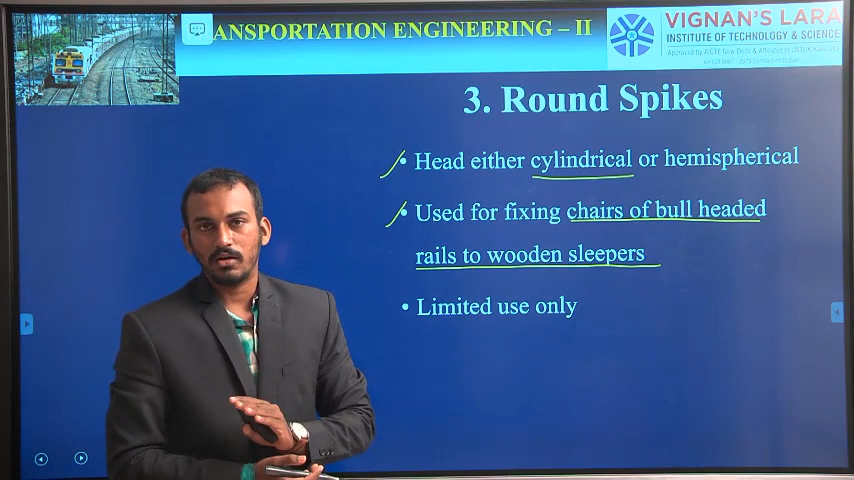 ANSPORTATION ENGINEERING – II
VIGNAN'S LARA
INSTITUTE OF TECHNOLOGY & SCIENCE
3. Round Spikes
• Head either cylindrical or hemispherical
• Used for fixing chairs of bull headed
rails to wooden sleepers
• Limited use only